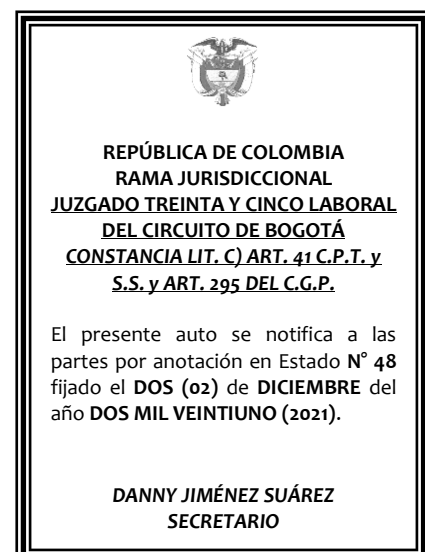 REPÚBLICA DE COLOMBIA
RAMA JURISDICCIONAL
JUZGADO TREINTA Y CINCO LABORAL
DEL CIRCUITO DE BOGOTÁ
CONSTANCIA LIT. C) ART. 41 C.P.T. y
S.S. y ART. 295 DEL C.G.P.
El presente auto se notifica a las
partes por anotación en Estado N° 48
fijado el DOS (02) de DICIEMBRE del
año DOS MIL VEINTIUNO (2021).
DANNY JIMÉNEZ SUÁREZ
SECRETARIO